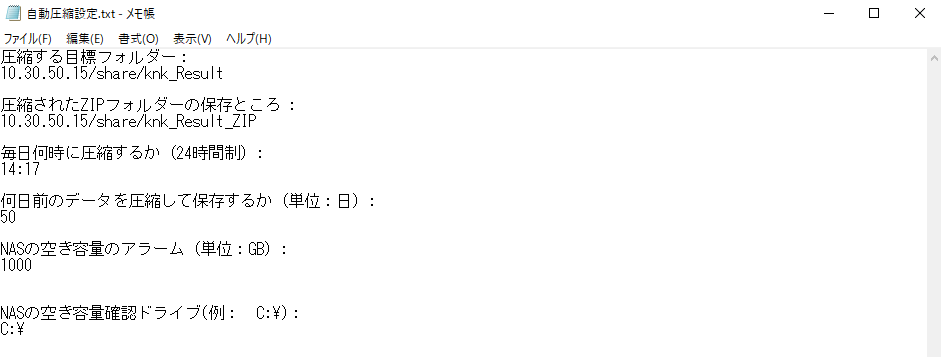 自動圧縮設定.txt - メモ帳
ファイル(F) 編集(E) 書式(O) 表示(V) ヘルプ(H)
圧縮する目標フォルダー：
10.30.50.15/share/knk_Result
圧縮されたZIPフォルダーの保存ところ：
10.30.50.15/share/knk_Result_ZIP
毎日何時に圧縮するか（24時間制）：
14:17
何日前のデータを圧縮して保存するか（単位：日）：
50
NASの空き容量のアラーム（単位：GB）：
1000
NASの空き容量確認ドライブ(例：　C:\)：
C:\